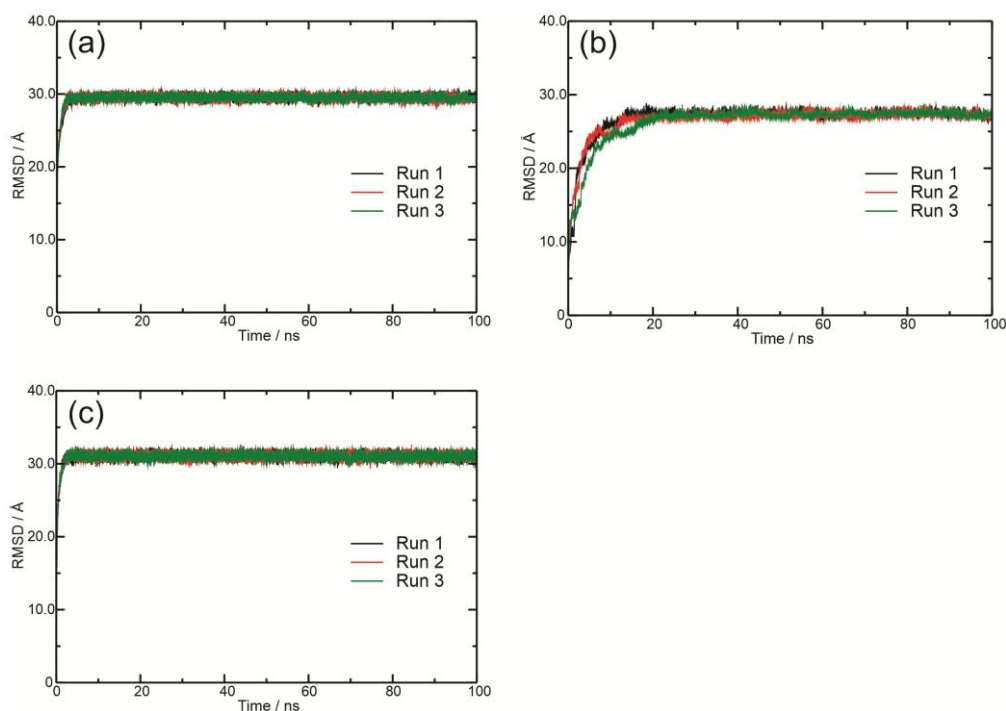 (a)
40.0
30.0
20.0
10.0
0
RMSD / Å
Run 1
Run 2
Run 3
0 20 40 60 80 100
Time / ns
(b)
40.0
30.0
20.0
10.0
0
RMSD / Å
Run 1
Run 2
Run 3
0 20 40 60 80 100
Time / ns
(c)
40.0
30.0
20.0
10.0
0
RMSD / Å
Run 1
Run 2
Run 3
0 20 40 60 80 100
Time / ns